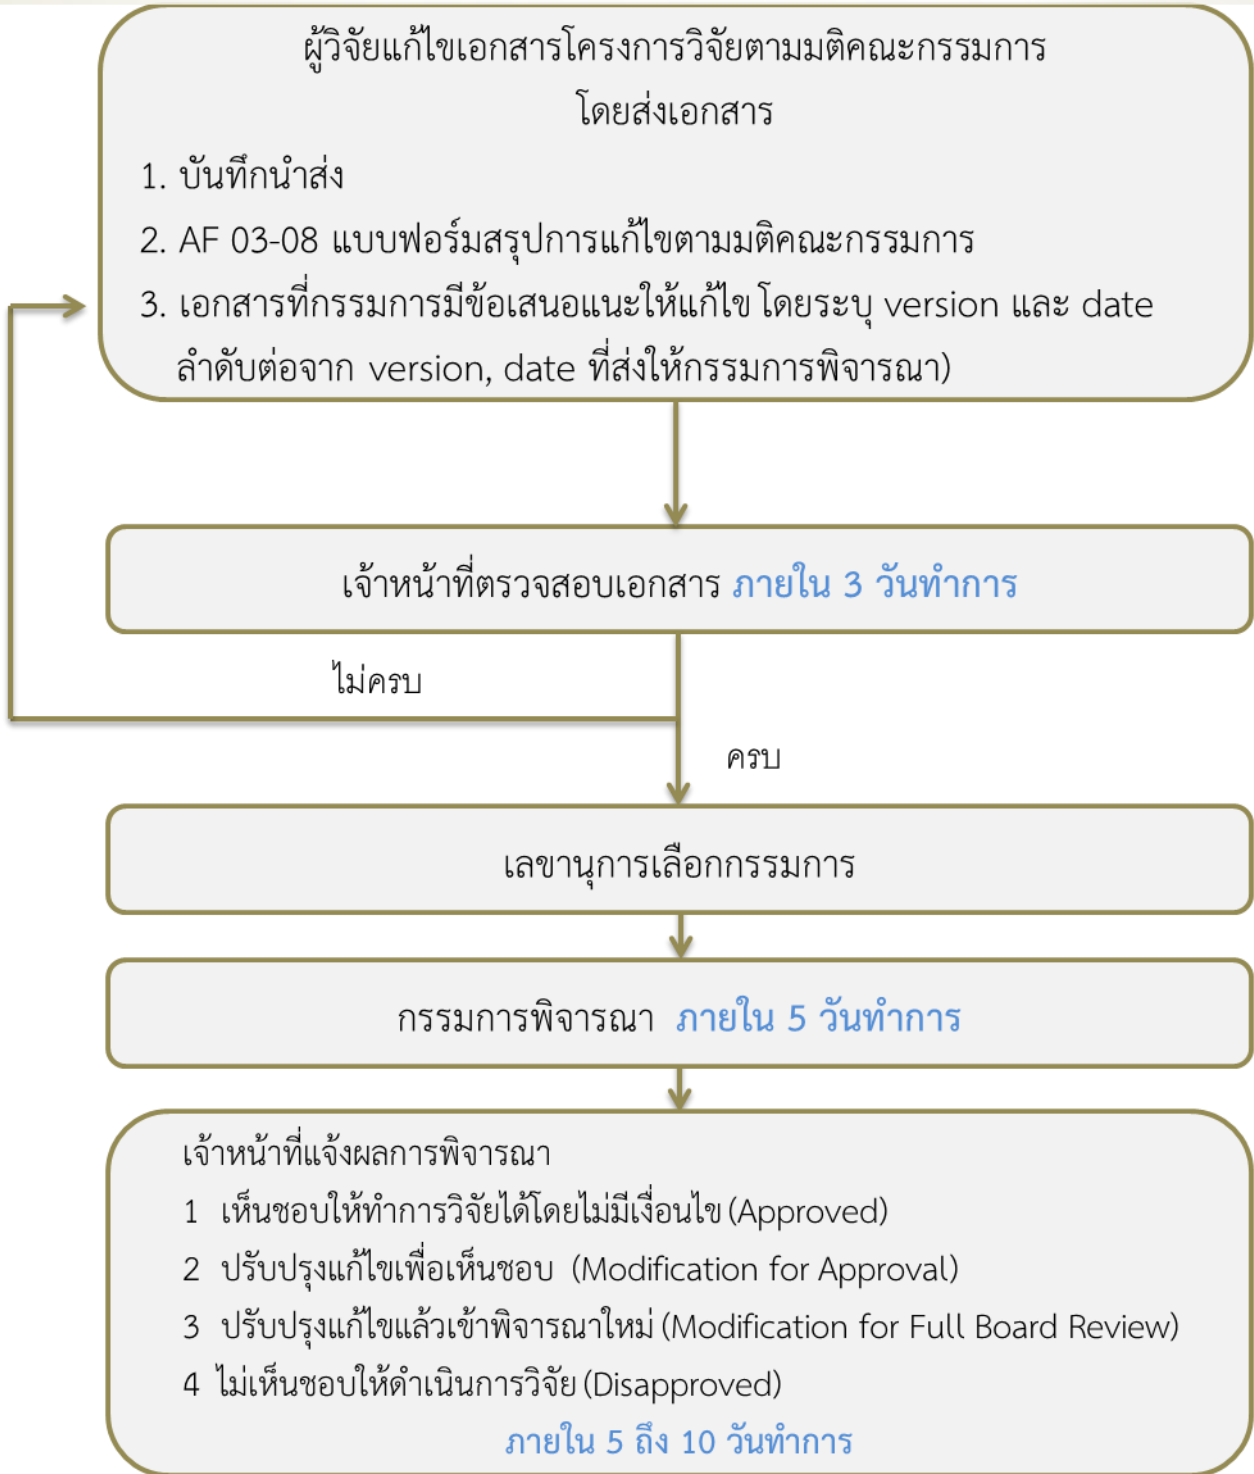 ผู้วิจัยแก้ไขเอกสารโครงการวิจัยตามมติคณะกรรมการ
โดยส่งเอกสาร
1. บันทึกนำส่ง
2. AF 03-08 แบบฟอร์มสรุปการแก้ไขตามมติคณะกรรมการ
3. เอกสารที่กรรมการมีข้อเสนอแนะให้แก้ไข โดยระบุ version และ date
ลำดับต่อจาก version, date ที่ส่งให้กรรมการพิจารณา)
เจ้าหน้าที่ตรวจสอบเอกสาร ภายใน 3 วันทำการ
ไม่ครบ
ครบ
เลขานุการเลือกกรรมการ
กรรมการพิจารณา ภายใน 5 วันทำการ
เจ้าหน้าที่แจ้งผลการพิจารณา
1 เห็นชอบให้ทำการวิจัยได้โดยไม่มีเงื่อนไข (Approved)
2 ปรับปรุงแก้ไขเพื่อเห็นชอบ (Modification for Approval)
3 ปรับปรุงแก้ไขแล้วเข้าพิจารณาใหม่ (Modification for Full Board Review)
4 ไม่เห็นชอบให้ดำเนินการวิจัย (Disapproved)
ภายใน 5 ถึง 10 วันทำการ